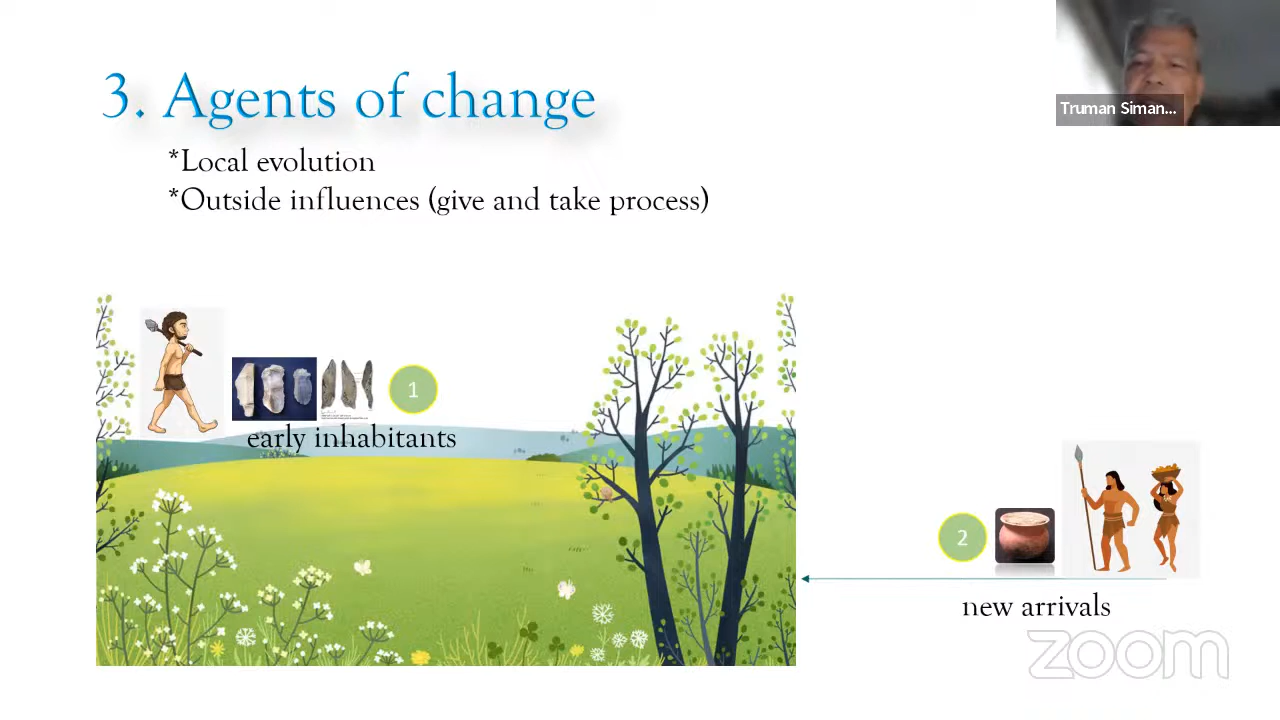 3. Agents of change
*Local evolution
*Outside influences (give and take process)
Truman Siman...
1
early inhabitants
2
new arrivals
zoom